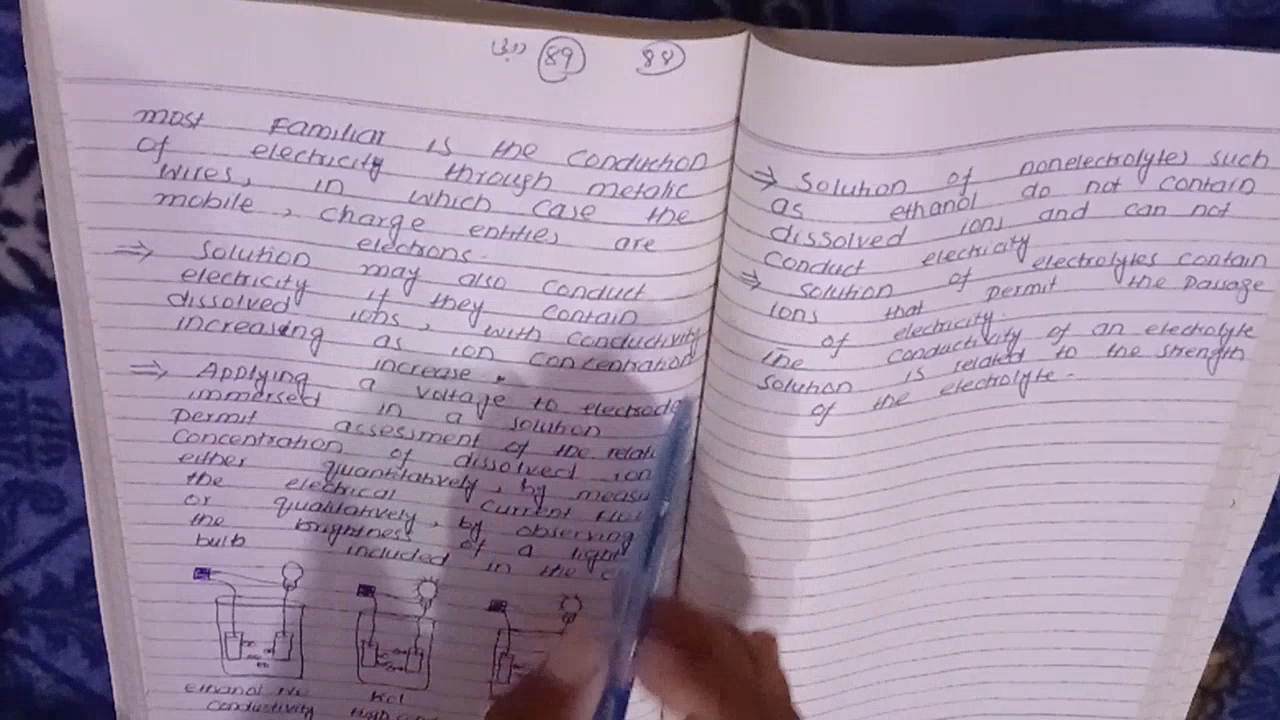 89 88
most Familiar is the conduction
of electricity through metalic
wires, in which case the
mobile, charge entities are
electrons.
⇒ Solution may also conduct
electricity if they contain
dissolved ions, with conductivity
increasing as ion concentration
increase.
⇒ Applying a voltage to electrode
immersed in a solution
permit assessment of the
concentration of dissolved ion
either quantitatively, by
the electrical current
or qualitatively, by observing
the brightness of a light
bulb included in the
ethanol
conductivity
KCl
⇒ Solution of nonelectrolytes such
as ethanol do not contain
dissolved ions and can not
conduct electricity
⇒ Solution of electrolytes contain
ions that permit the passage
of electricity.
The conductivity of an electrolyte
solution is related to the strength
of the electrolyte.